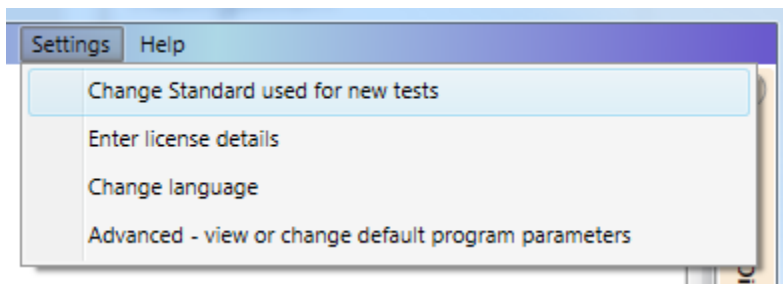 Settings Help
Change Standard used for new tests
Enter license details
Change language
Advanced - view or change default program parameters
Di